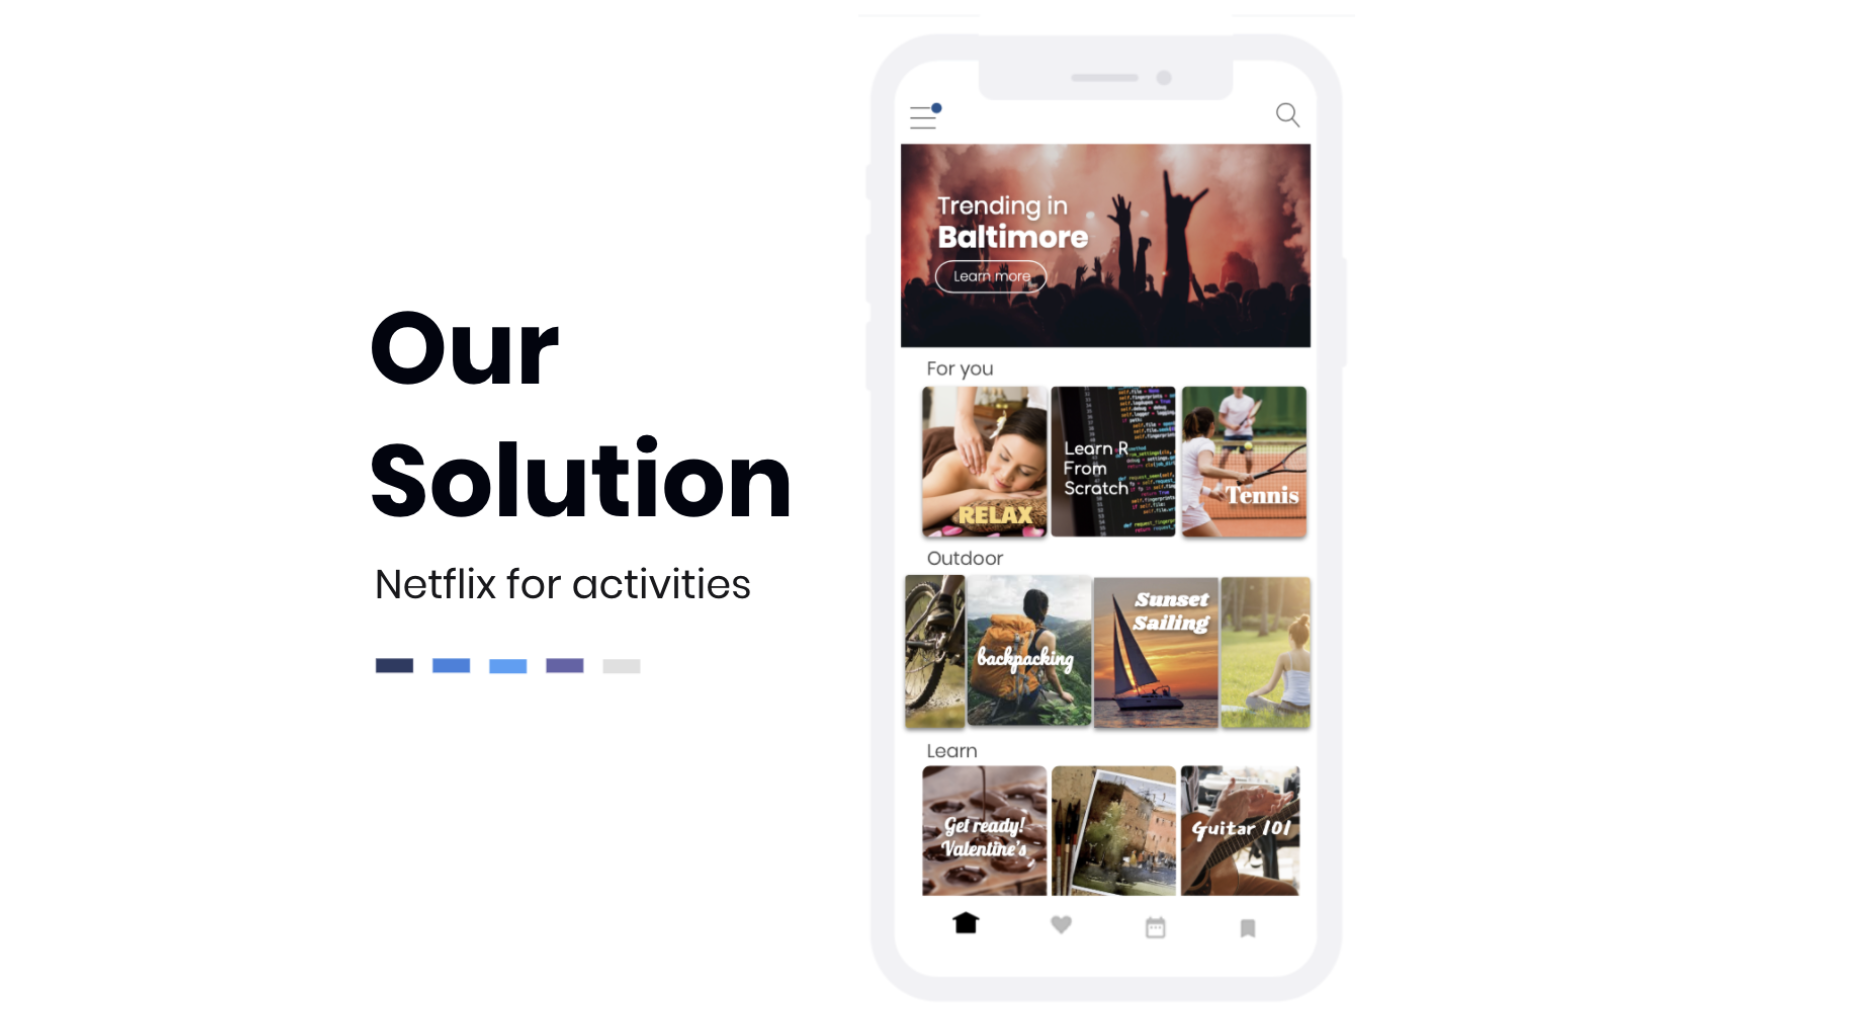 Our
Solution
Netflix for activities
Trending in
Baltimore
Learn more
For you
RELAX
Learn R
From
Scratch
Tennis
Outdoor
backpacking
Sunset
Sailing
Learn
Get ready!
Valentine's
Guitar 101